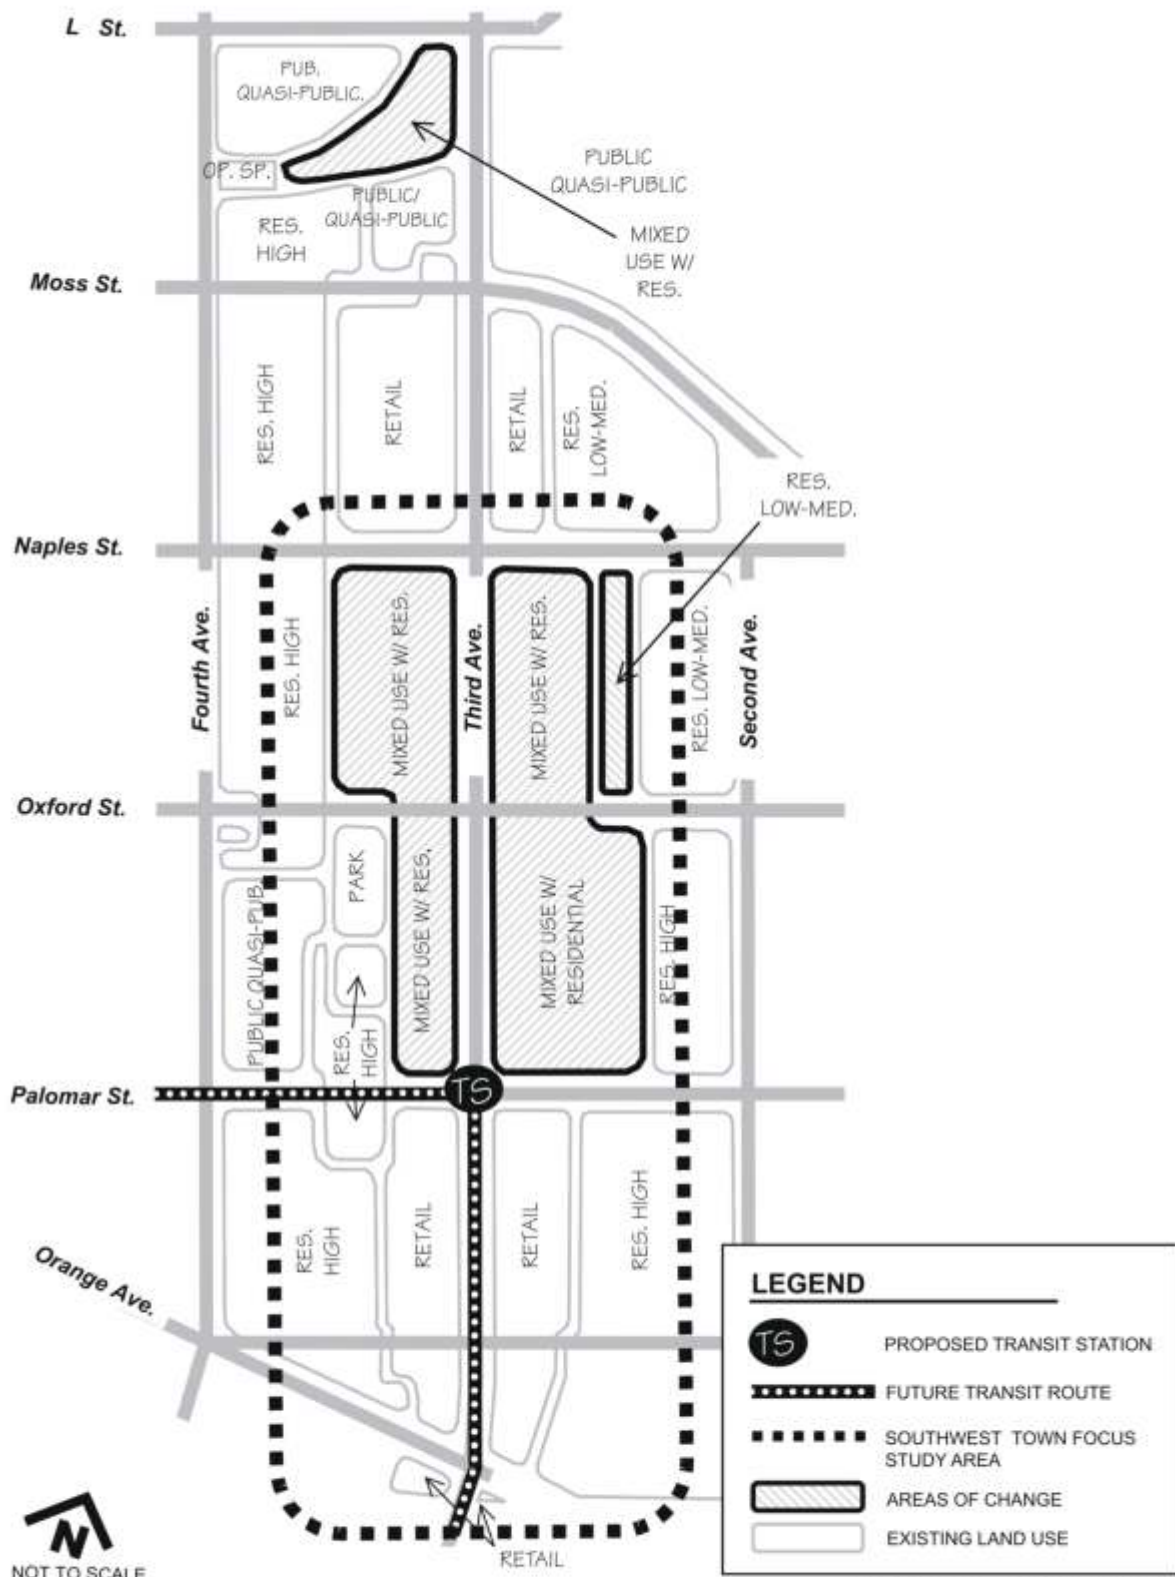 L St.
PUB.
QUASI-PUBLIC.
OP. SP.
PUBLIC
QUASI-PUBLIC
PUBLIC/
QUASI-PUBLIC
RES.
HIGH
MIXED
USE W/
RES.
Moss St.
RES. HIGH
RETAIL
RETAIL
RES.
LOW-MED.
RES.
LOW-MED.
Naples St.
Fourth Ave.
RES. HIGH
MIXED USE W/ RES.
Third Ave.
MIXED USE W/ RES.
RES. LOW-MED.
Second Ave.
Oxford St.
PUBLIC QUASI-PUB.
PARK
MIXED USE W/ RES.
MIXED USE W/
RESIDENTIAL
RES. HIGH
RES.
HIGH
Palomar St.
TS
RES.
HIGH
RETAIL
RETAIL
RES. HIGH
Orange Ave.
RETAIL
N
NOT TO SCALE
LEGEND
TS PROPOSED TRANSIT STATION
FUTURE TRANSIT ROUTE
SOUTHWEST TOWN FOCUS
STUDY AREA
AREAS OF CHANGE
EXISTING LAND USE